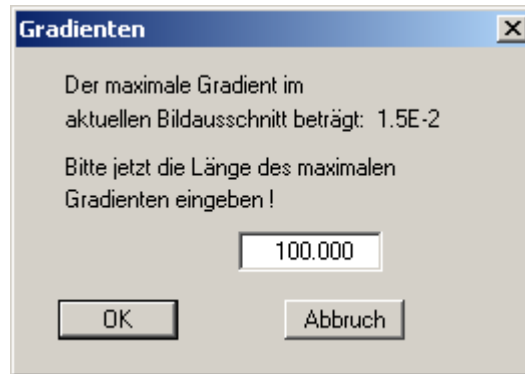 Gradienten
Der maximale Gradient im
aktuellen Bildausschnitt beträgt: 1.5E-2
Bitte jetzt die Länge des maximalen
Gradienten eingeben !
100.000
OK Abbruch